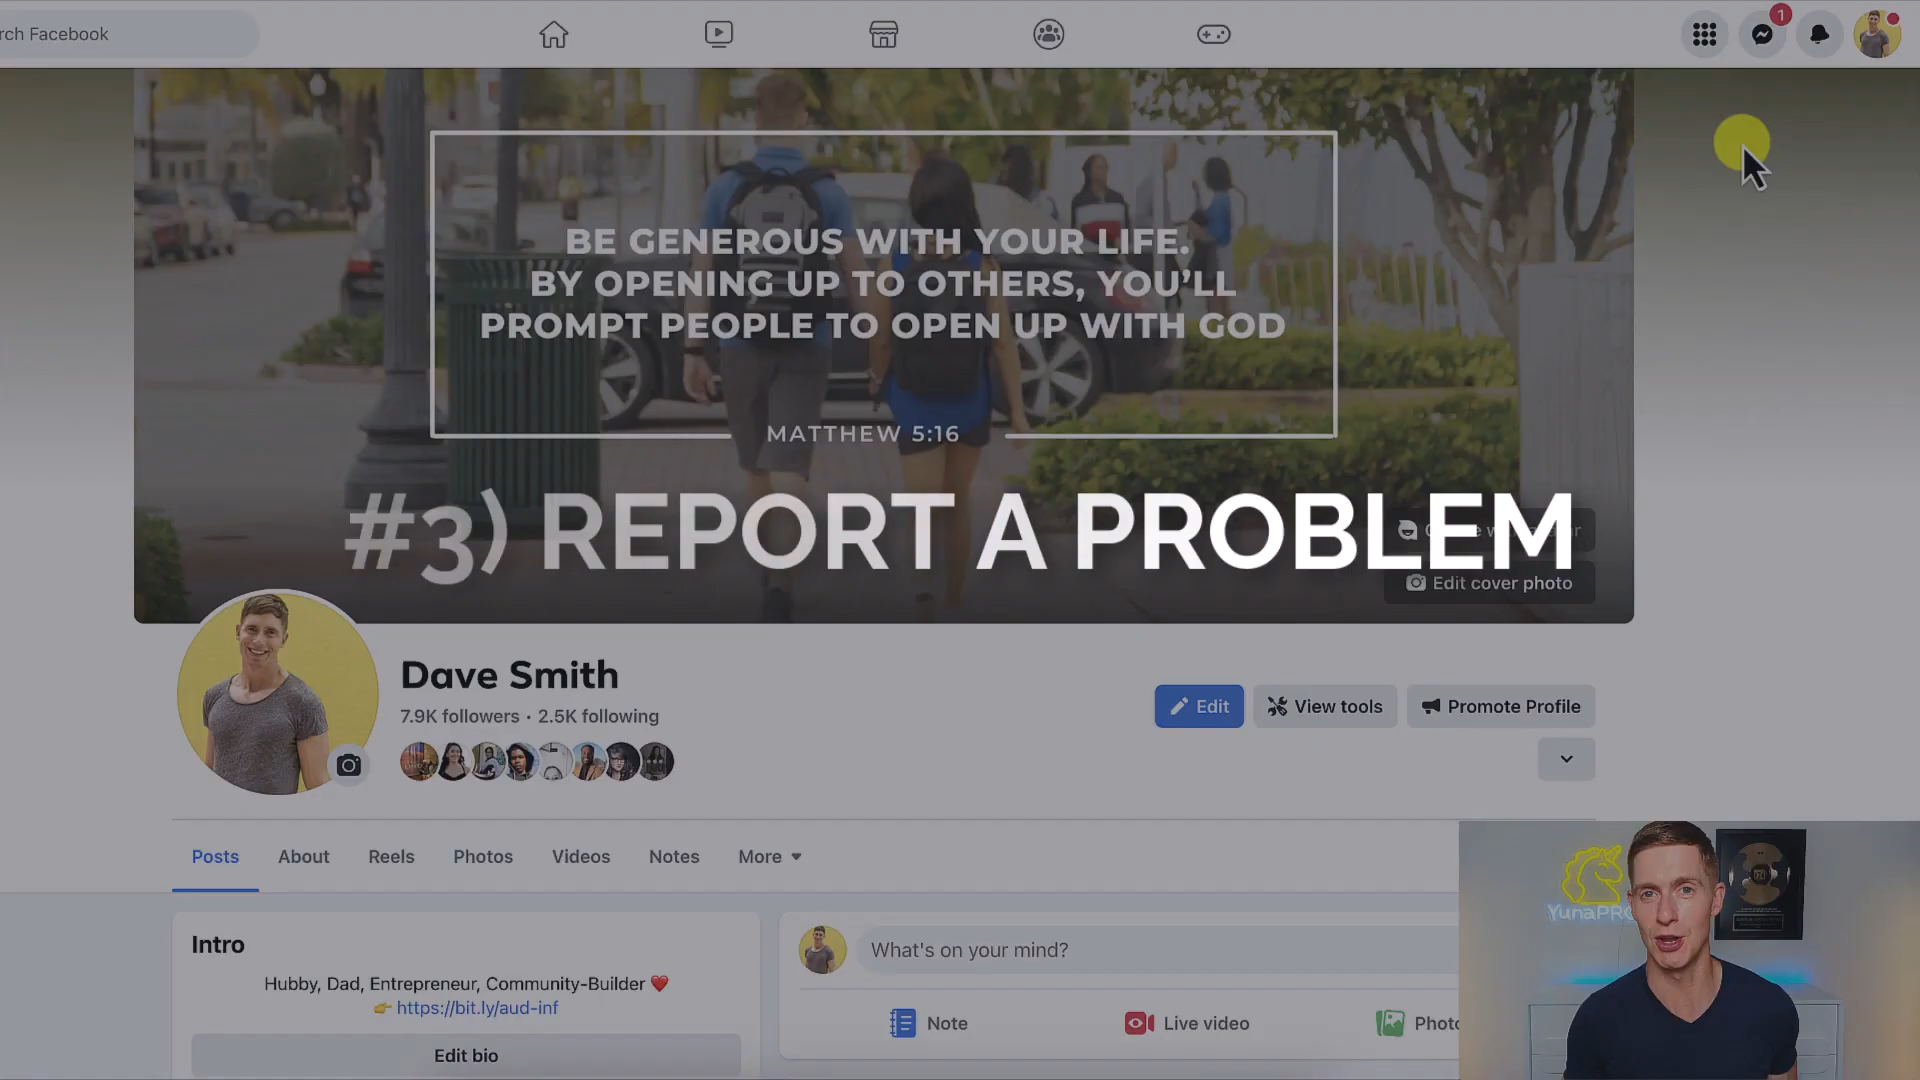 rch Facebook
1
BE GENEROUS WITH YOUR LIFE.
BY OPENING UP TO OTHERS, YOU'LL
PROMPT PEOPLE TO OPEN UP WITH GOD
MATTHEW 5:16
#3) REPORT A PROBLEM
Edit cover photo
Dave Smith
7.9K followers • 2.5K following
Edit
View tools
Promote Profile
Posts
About
Reels
Photos
Videos
Notes
More
Intro
Hubby, Dad, Entrepreneur, Community-Builder ❤️
👉 https://bit.ly/aud-inf
Edit bio
What's on your mind?
Note
Live video
Photo
YunaPRO